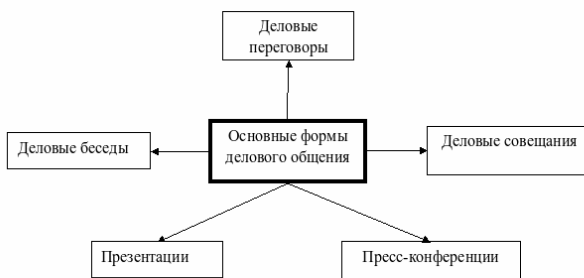 Деловые
переговоры
Основные формы
делового общения
Деловые беседы
Деловые совещания
Презентации
Пресс-конференции